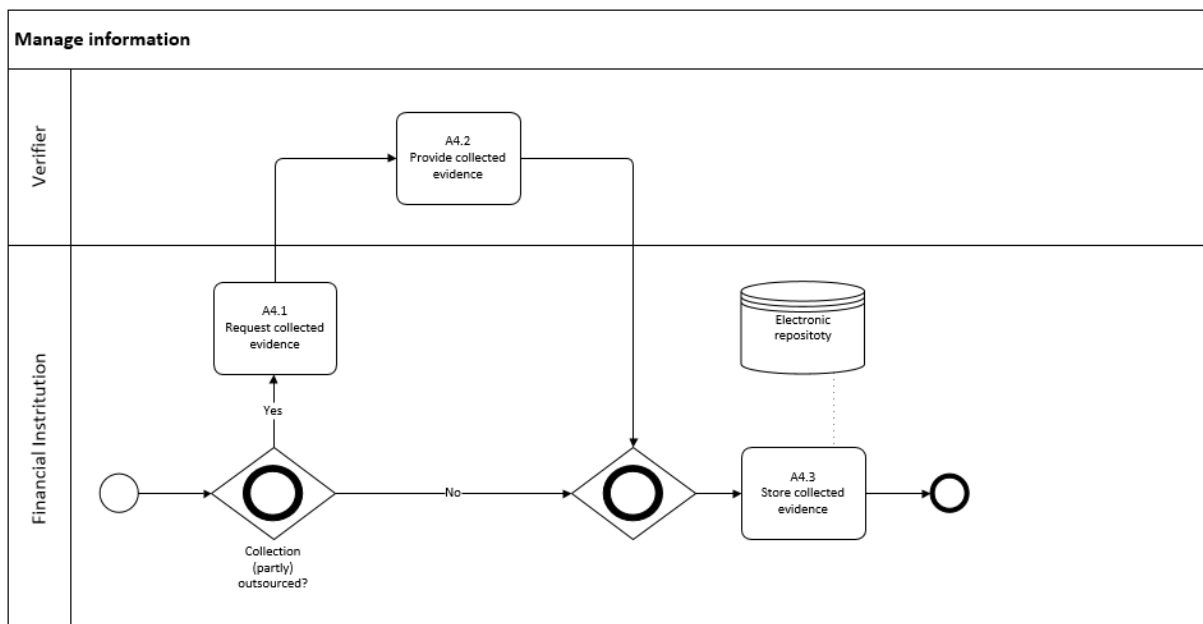 Manage information
Verifier
A4.2
Provide collected
evidence
Financial Instritution
A4.1
Request collected
evidence
Yes
Collection
(partly)
outsourced?
No
Electronic
repositoty
A4.3
Store collected
evidence